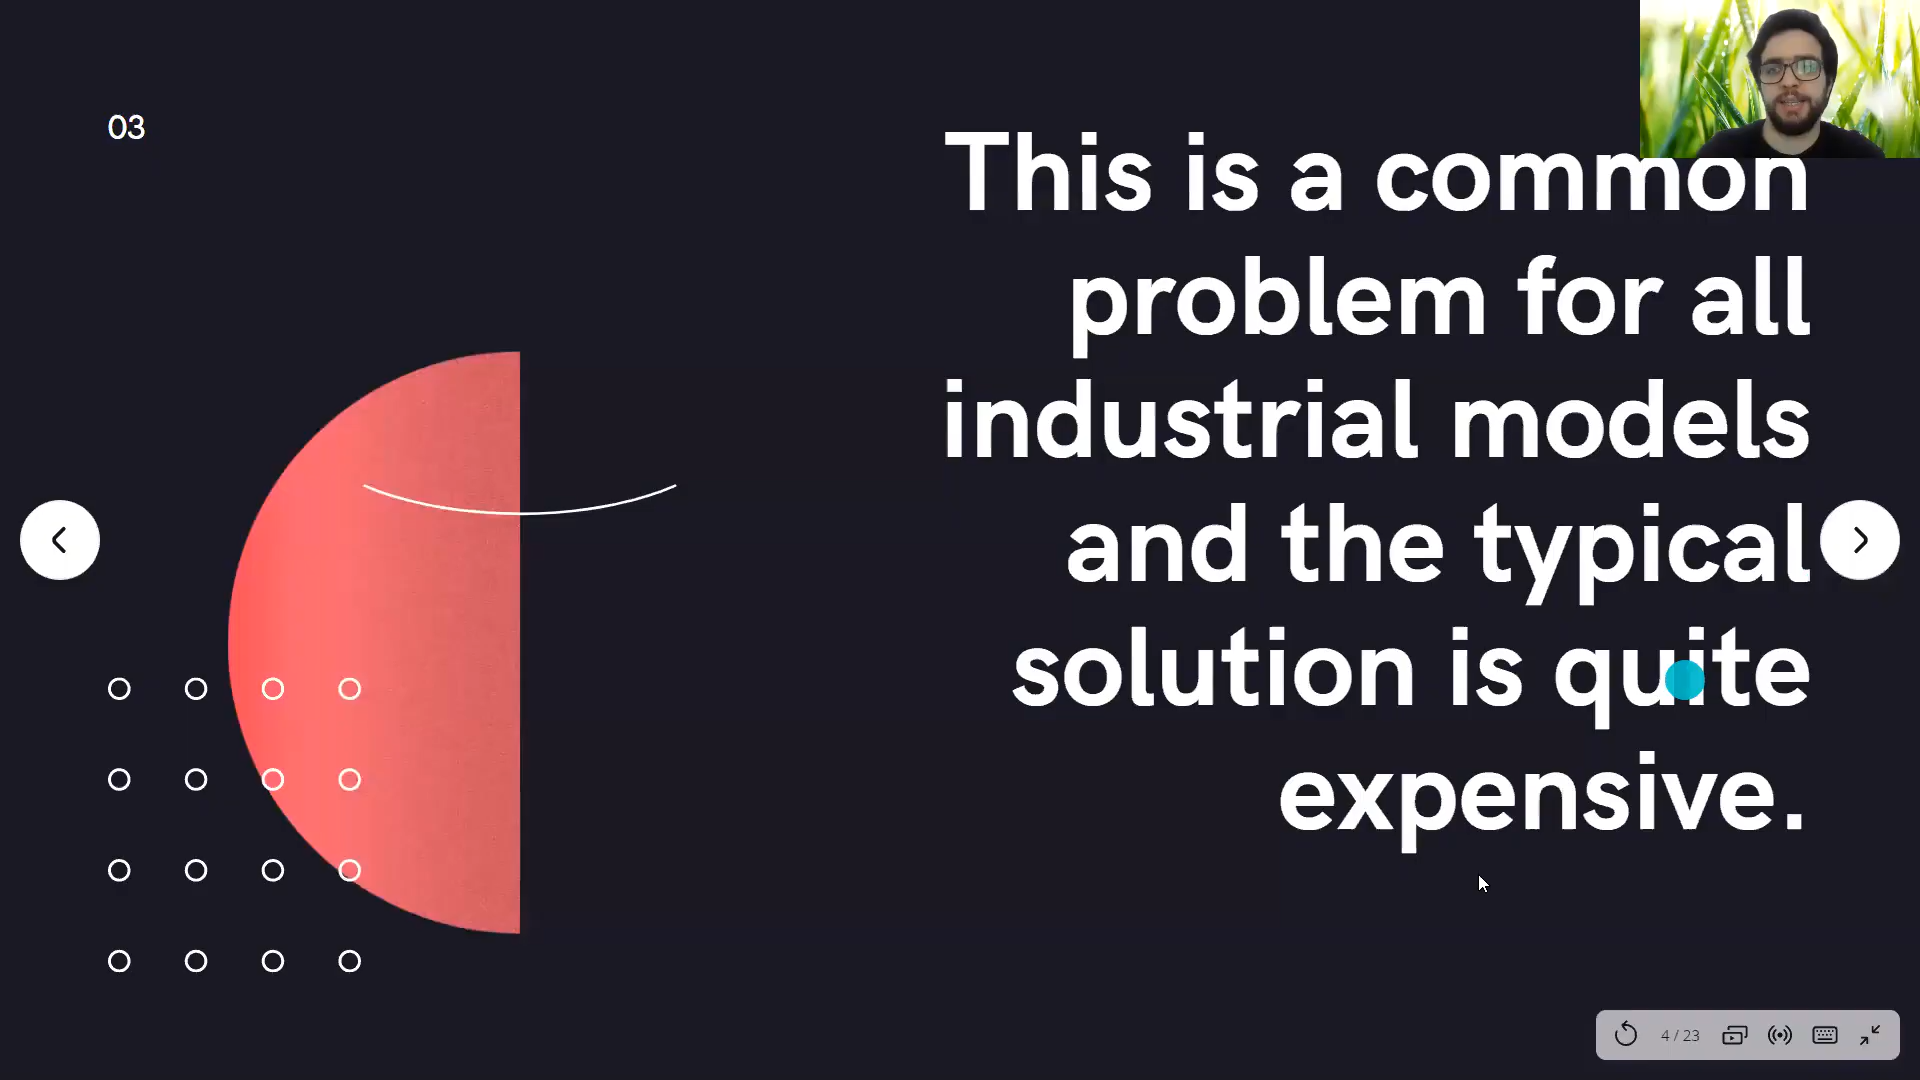 03
This is a common
problem for all
industrial models
and the typical
solution is quite
expensive.
4 / 23